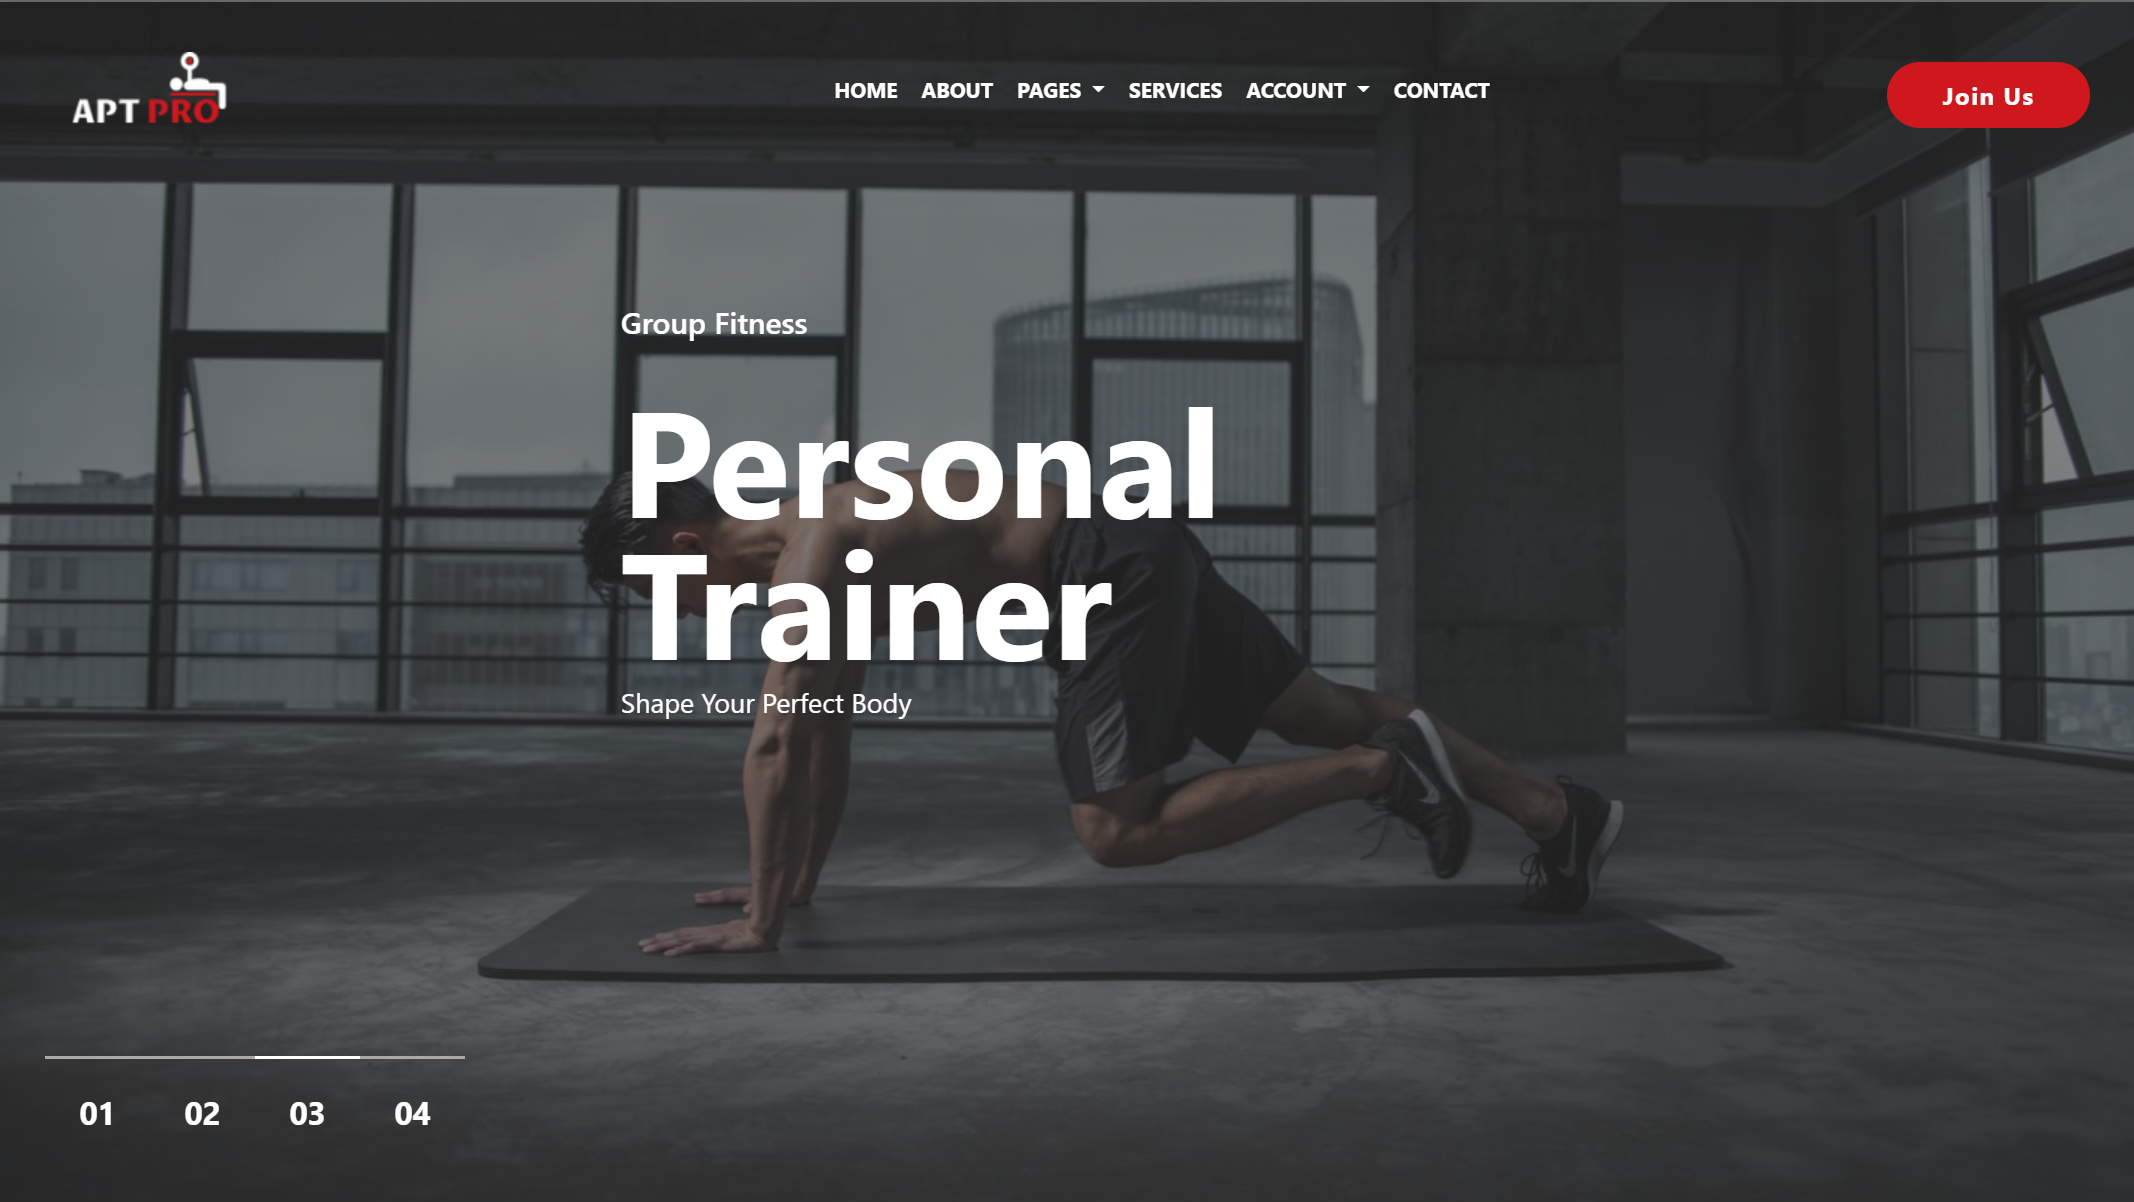 APT PRO
HOME ABOUT PAGES SERVICES ACCOUNT CONTACT
Join Us
Group Fitness
Personal
Trainer
Shape Your Perfect Body
01 02 03 04